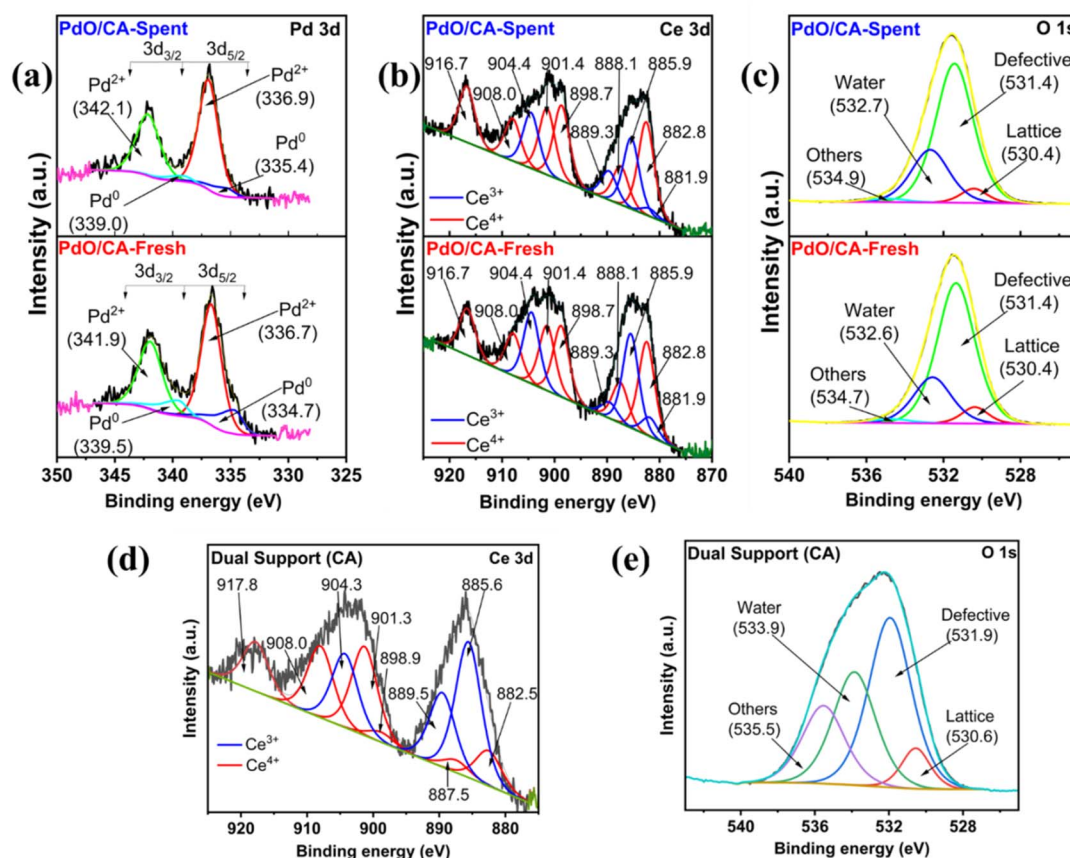 (a)
PdO/CA-Spent
Pd 3d
3d3/2
3d5/2
Pd2+
(342.1)
Pd2+
(336.9)
Pd0
(335.4)
Pd0
(339.0)
PdO/CA-Fresh
3d3/2
3d5/2
Pd2+
(341.9)
Pd2+
(336.7)
Pd0
(334.7)
Pd0
(339.5)
Intensity (a.u.)
350 345 340 335 330 325
Binding energy (eV)
(b)
PdO/CA-Spent
Ce 3d
916.7
904.4
901.4
888.1
885.9
908.0
898.7
889.3
882.8
881.9
Ce3+
Ce4+
PdO/CA-Fresh
916.7
904.4
901.4
888.1
885.9
908.0
898.7
889.3
882.8
881.9
Ce3+
Ce4+
Intensity (a.u.)
920 910 900 890 880 870
Binding energy (eV)
(c)
PdO/CA-Spent
O 1s
Defective
(531.4)
Water
(532.7)
Lattice
(530.4)
Others
(534.9)
PdO/CA-Fresh
Defective
(531.4)
Water
(532.6)
Lattice
(530.4)
Others
(534.7)
Intensity (a.u.)
540 535 530 525
Binding energy (eV)
(d)
Dual Support (CA)
Ce 3d
917.8
904.3
885.6
901.3
908.0
898.9
889.5
882.5
887.5
Ce3+
Ce4+
Intensity (a.u.)
920 910 900 890 880
Binding energy (eV)
(e)
Dual Support (CA)
O 1s
Water
(533.9)
Defective
(531.9)
Others
(535.5)
Lattice
(530.6)
Intensity (a.u.)
540 536 532 528
Binding energy (eV)